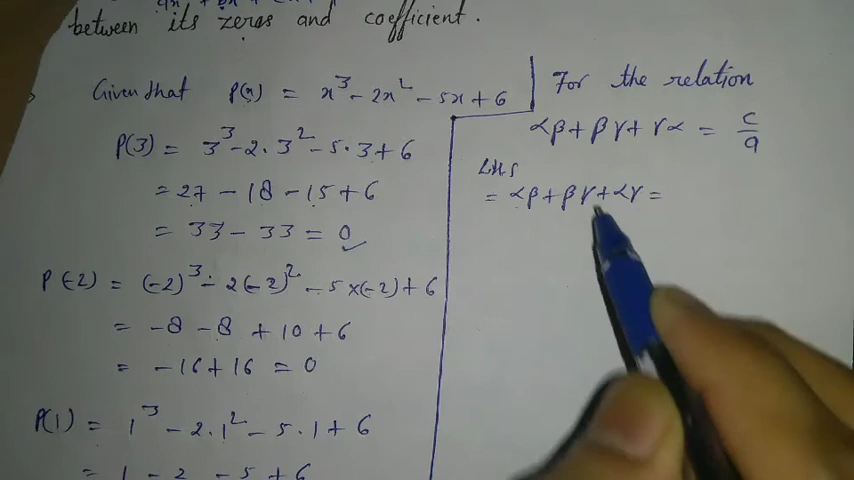 between its zeros and coefficient.
Given that P(x) = x³ - 2x² - 5x + 6
P(3) = 3³ - 2·3² - 5·3 + 6
= 27 - 18 - 15 + 6
= 33 - 33 = 0 ✓
P(-2) = (-2)³ - 2(-2)² - 5×(-2) + 6
= -8 - 8 + 10 + 6
= -16 + 16 = 0
P(1) = 1³ - 2·1² - 5·1 + 6
= 1 - 2 - 5 + 6
For the relation
αβ + βγ + γα = c/a
LHS
= αβ + βγ + αγ =